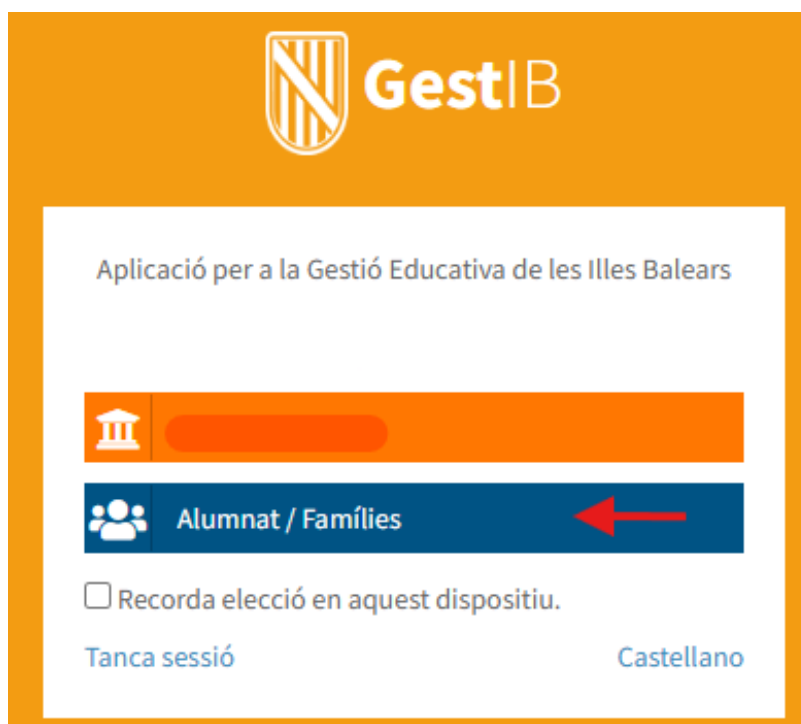 GestIB
Aplicació per a la Gestió Educativa de les Illes Balears
Alumnat / Famílies
Recorda elecció en aquest dispositiu.
Tanca sessió
Castellano